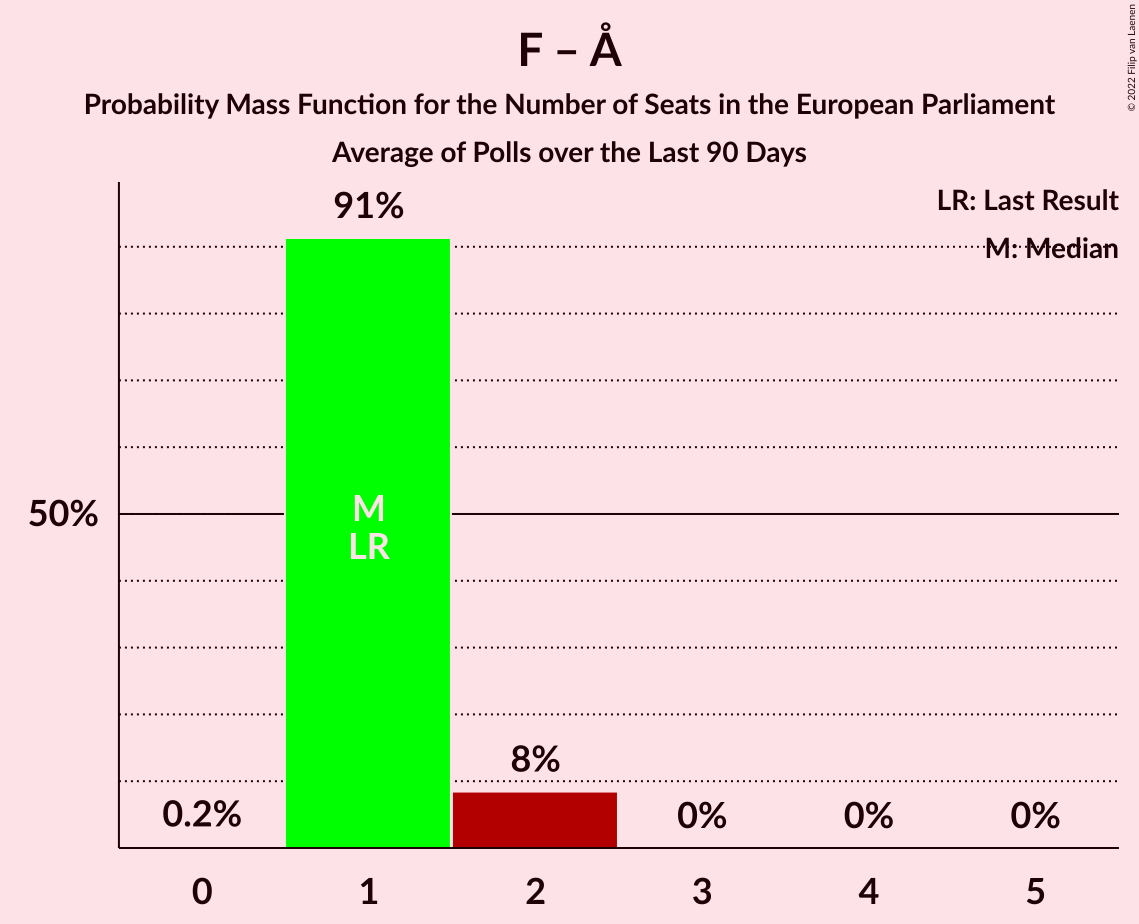 F – Å
Probability Mass Function for the Number of Seats in the European Parliament
Average of Polls over the Last 90 Days
© 2022 Filip van Laenen
LR: Last Result
M: Median
91%
50%
M
LR
8%
0.2%
0%
0%
0%
0
1
2
3
4
5